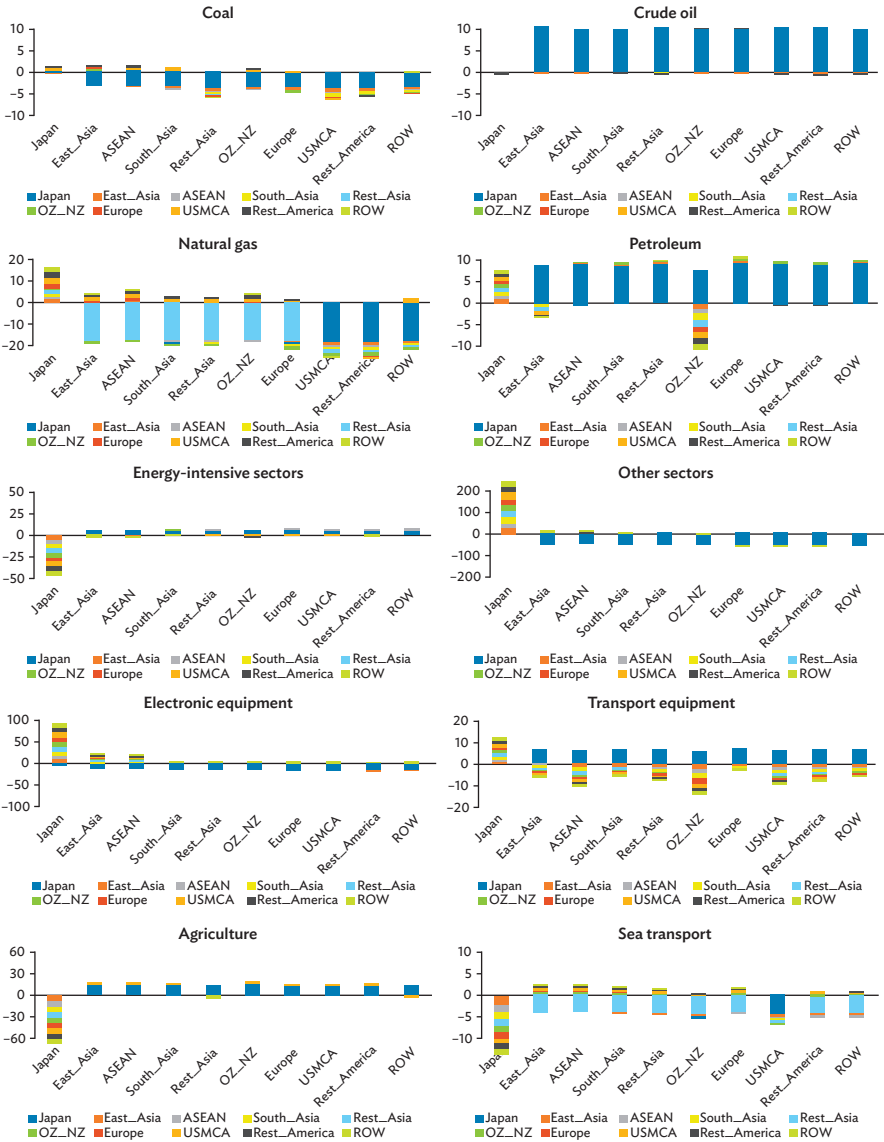 Coal
10
5
0
–5
–10
Japan
East_Asia
ASEAN
South_Asia
Rest_Asia
OZ_NZ
Europe
USMCA
Rest_America
ROW
Japan East_Asia ASEAN South_Asia Rest_Asia
OZ_NZ Europe USMCA Rest_America ROW
Crude oil
10
5
0
–5
–10
Japan
East_Asia
ASEAN
South_Asia
Rest_Asia
OZ_NZ
Europe
USMCA
Rest_America
ROW
Japan East_Asia ASEAN South_Asia Rest_Asia
OZ_NZ Europe USMCA Rest_America ROW
Natural gas
20
10
0
–10
–20
Japan
East_Asia
ASEAN
South_Asia
Rest_Asia
OZ_NZ
Europe
USMCA
Rest_America
ROW
Japan East_Asia ASEAN South_Asia Rest_Asia
OZ_NZ Europe USMCA Rest_America ROW
Petroleum
10
5
0
–5
–10
Japan
East_Asia
ASEAN
South_Asia
Rest_Asia
OZ_NZ
Europe
USMCA
Rest_America
ROW
Japan East_Asia ASEAN South_Asia Rest_Asia
OZ_NZ Europe USMCA Rest_America ROW
Energy-intensive sectors
50
25
0
–25
–50
Japan
East_Asia
ASEAN
South_Asia
Rest_Asia
OZ_NZ
Europe
USMCA
Rest_America
ROW
Japan East_Asia ASEAN South_Asia Rest_Asia
OZ_NZ Europe USMCA Rest_America ROW
Other sectors
200
100
0
–100
–200
Japan
East_Asia
ASEAN
South_Asia
Rest_Asia
OZ_NZ
Europe
USMCA
Rest_America
ROW
Japan East_Asia ASEAN South_Asia Rest_Asia
OZ_NZ Europe USMCA Rest_America ROW
Electronic equipment
100
50
0
–50
–100
Japan
East_Asia
ASEAN
South_Asia
Rest_Asia
OZ_NZ
Europe
USMCA
Rest_America
ROW
Japan East_Asia ASEAN South_Asia Rest_Asia
OZ_NZ Europe USMCA Rest_America ROW
Transport equipment
20
10
0
–10
–20
Japan
East_Asia
ASEAN
South_Asia
Rest_Asia
OZ_NZ
Europe
USMCA
Rest_America
ROW
Japan East_Asia ASEAN South_Asia Rest_Asia
OZ_NZ Europe USMCA Rest_America ROW
Agriculture
60
30
0
–30
–60
Japan
East_Asia
ASEAN
South_Asia
Rest_Asia
OZ_NZ
Europe
USMCA
Rest_America
ROW
Japan East_Asia ASEAN South_Asia Rest_Asia
OZ_NZ Europe USMCA Rest_America ROW
Sea transport
10
5
0
–5
–10
Japan
East_Asia
ASEAN
South_Asia
Rest_Asia
OZ_NZ
Europe
USMCA
Rest_America
ROW
Japan East_Asia ASEAN South_Asia Rest_Asia
OZ_NZ Europe USMCA Rest_America ROW